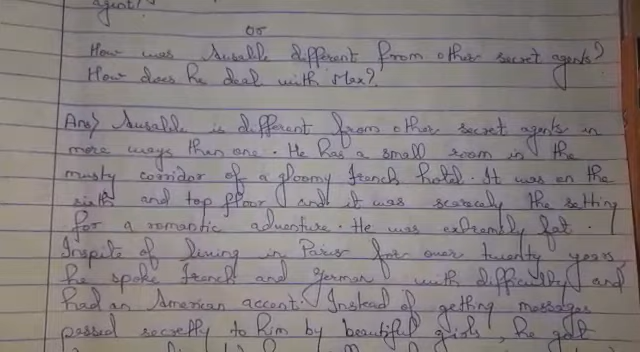 agent?
or
How was Ausable different from other secret agents?
How does he deal with Max?
Ans) Ausable is different from other secret agents in
more ways than one. He has a small room in the
musty corridor of a gloomy French hotel. It was on the
sixth and top floor and it was scarcely the setting
for a romantic adventure. He was extremly fat.
Inspite of living in Paris for over twenty years,
he spoke French and German with difficulty and
had an American accent. Instead of getting messages
passed secretly to him by beautiful girls, he got